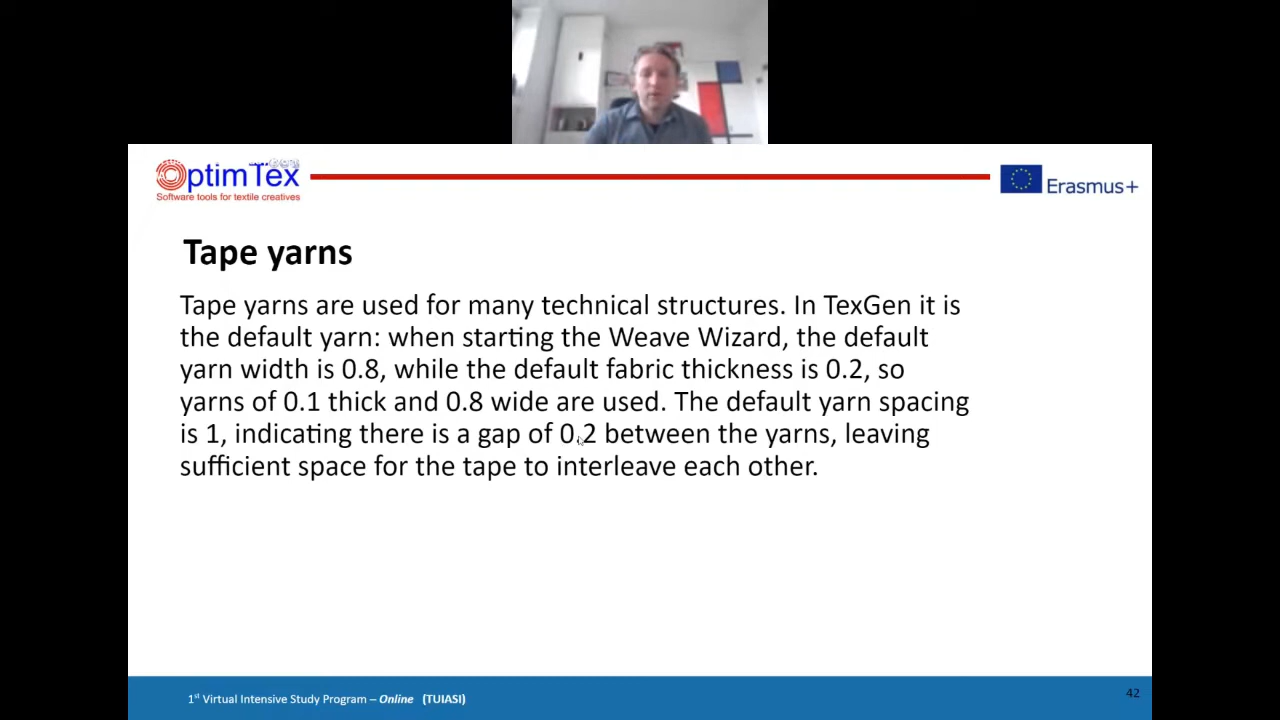 OptimTex
Software tools for textile creatives
Erasmus+
Tape yarns
Tape yarns are used for many technical structures. In TexGen it is
the default yarn: when starting the Weave Wizard, the default
yarn width is 0.8, while the default fabric thickness is 0.2, so
yarns of 0.1 thick and 0.8 wide are used. The default yarn spacing
is 1, indicating there is a gap of 0.2 between the yarns, leaving
sufficient space for the tape to interleave each other.
1st Virtual Intensive Study Program – Online (TUIASI)
42